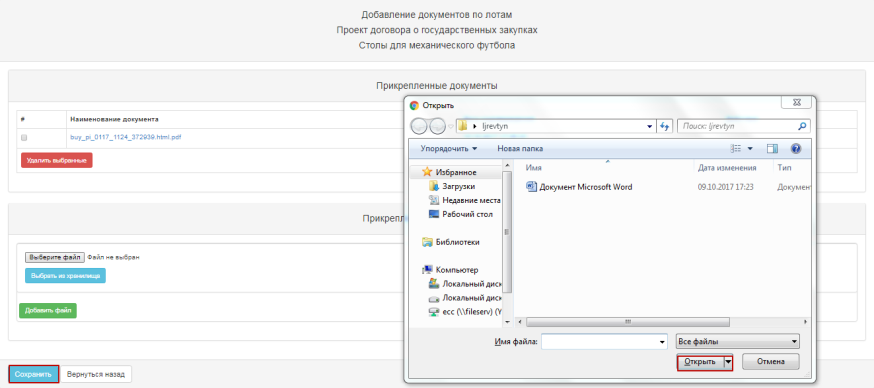 Добавление документов по лотам
Проект договора о государственных закупках
Столы для механического футбола
Прикрепленные документы
#
Наименование документа
buy_pi_0117_1124_372939.html.pdf
Удалить выбранные
Прикрепл
Выберите файл Файл не выбран
Выбрать из хранилища
Добавить файл
Сохранить
Вернуться назад
Открыть
ljrevtyn
Поиск: ljrevtyn
Упорядочить
Новая папка
Избранное
Загрузки
Недавние места
Рабочий стол
Библиотеки
Компьютер
Локальный диск
Локальный диск
ecc (\\fileserv) (Y
Имя
Дата изменения
Тип
Документ Microsoft Word
09.10.2017 17:23
Докумен
Имя файла:
Все файлы
Открыть
Отмена